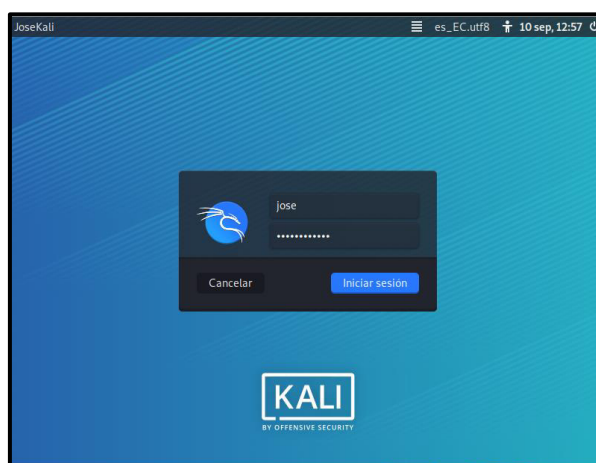 JoseKali es_EC.utf8 10 sep, 12:57
jose
••••••••••••
Cancelar Iniciar sesión
KALI
BY OFFENSIVE SECURITY